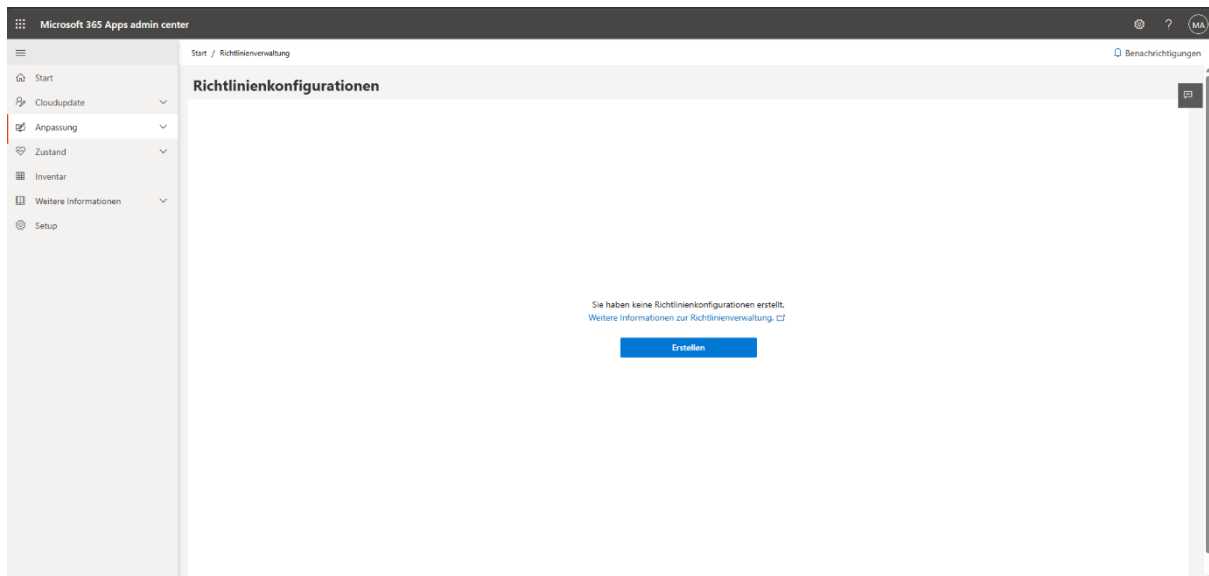 Microsoft 365 Apps admin center
?
MA
Start / Richtlinienverwaltung
Benachrichtigungen
Start
Cloudupdate
Anpassung
Zustand
Inventar
Weitere Informationen
Setup
Richtlinienkonfigurationen
Sie haben keine Richtlinienkonfigurationen erstellt.
Weitere Informationen zur Richtlinienverwaltung.
Erstellen